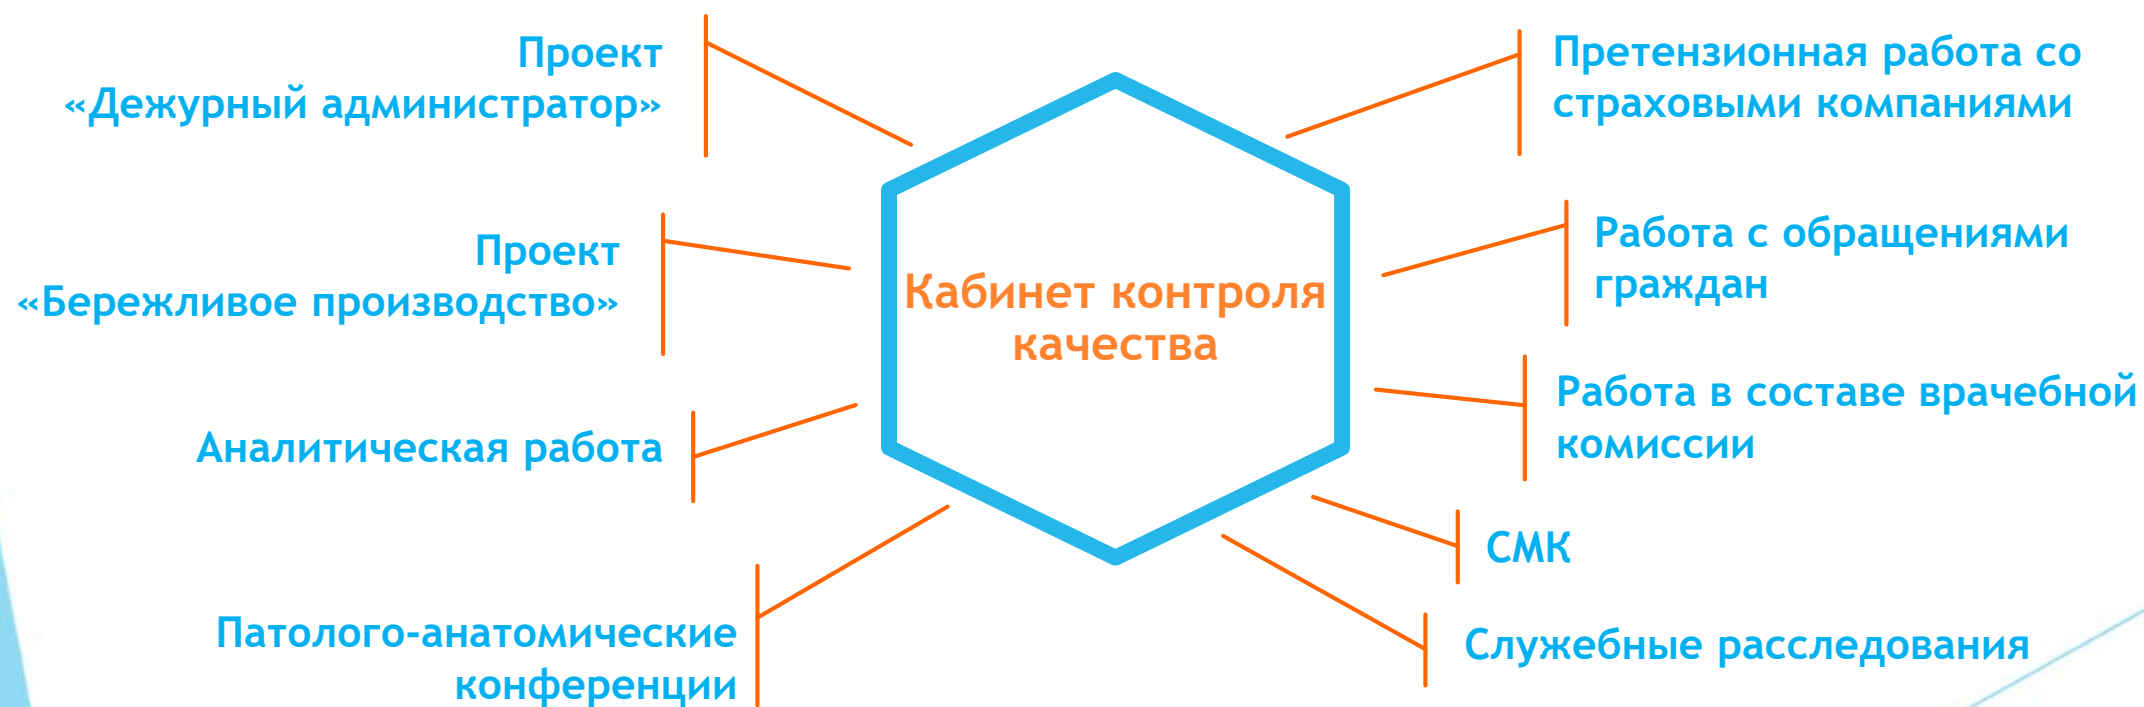 Проект
«Дежурный администратор»
Проект
«Бережливое производство»
Аналитическая работа
Патолого-анатомические
конференции
Кабинет контроля
качества
Претензионная работа со
страховыми компаниями
Работа с обращениями
граждан
Работа в составе врачебной
комиссии
СМК
Служебные расследования